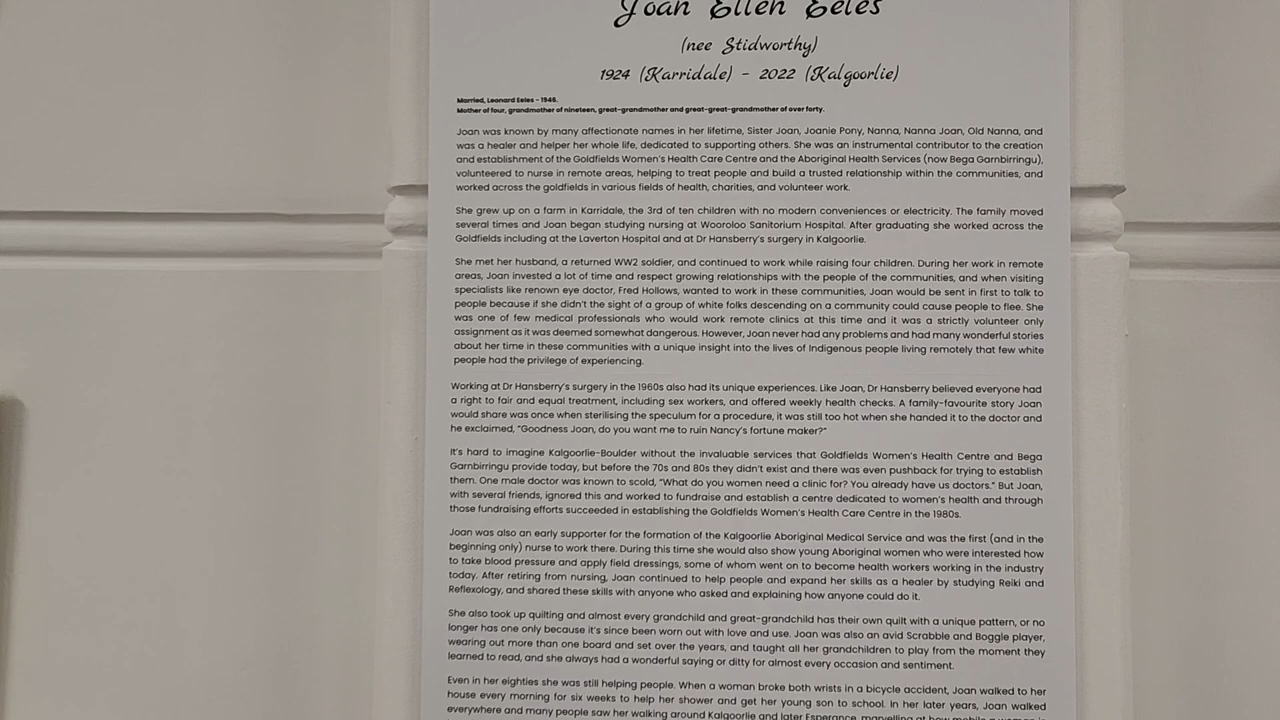 Joan Ellen Eeles
(nee Stidworthy)
1924 (Karridale) - 2022 (Kalgoorlie)
Married, Leonard Eeles - 1946.
Mother of four, grandmother of nineteen, great-grandmother and great-great-grandmother of over forty.
Joan was known by many affectionate names in her lifetime, Sister Joan, Joanie Pony, Nanna, Nanna Joan, Old Nanna, and
was a healer and helper her whole life, dedicated to supporting others. She was an instrumental contributor to the creation
and establishment of the Goldfields Women's Health Care Centre and the Aboriginal Health Services (now Bega Garnbirringu),
volunteered to nurse in remote areas, helping to treat people and build a trusted relationship within the communities, and
worked across the goldfields in various fields of health, charities, and volunteer work.
She grew up on a farm in Karridale, the 3rd of ten children with no modern conveniences or electricity. The family moved
several times and Joan began studying nursing at Wooroloo Sanitorium Hospital. After graduating she worked across the
Goldfields including at the Laverton Hospital and at Dr Hansberry's surgery in Kalgoorlie.
She met her husband, a returned WW2 soldier, and continued to work while raising four children. During her work in remote
areas, Joan invested a lot of time and respect growing relationships with the people of the communities, and when visiting
specialists like renown eye doctor, Fred Hollows, wanted to work in these communities, Joan would be sent in first to talk to
people because if she didn't the sight of a group of white folks descending on a community could cause people to flee. She
was one of few medical professionals who would work remote clinics at this time and it was a strictly volunteer only
assignment as it was deemed somewhat dangerous. However, Joan never had any problems and had many wonderful stories
about her time in these communities with a unique insight into the lives of Indigenous people living remotely that few white
people had the privilege of experiencing.
Working at Dr Hansberry's surgery in the 1960s also had its unique experiences. Like Joan, Dr Hansberry believed everyone had
a right to fair and equal treatment, including sex workers, and offered weekly health checks. A family-favourite story Joan
would share was once when sterilising the speculum for a procedure, it was still too hot when she handed it to the doctor and
he exclaimed, "Goodness Joan, do you want me to ruin Nancy's fortune maker?"
It's hard to imagine Kalgoorlie-Boulder without the invaluable services that Goldfields Women's Health Centre and Bega
Garnbirringu provide today, but before the 70s and 80s they didn't exist and there was even pushback for trying to establish
them. One male doctor was known to scold, "What do you women need a clinic for? You already have us doctors." But Joan,
with several friends, ignored this and worked to fundraise and establish a centre dedicated to women's health and through
those fundraising efforts succeeded in establishing the Goldfields Women's Health Care Centre in the 1980s.
Joan was also an early supporter for the formation of the Kalgoorlie Aboriginal Medical Service and was the first (and in the
beginning only) nurse to work there. During this time she would also show young Aboriginal women who were interested how
to take blood pressure and apply field dressings, some of whom went on to become health workers working in the industry
today. After retiring from nursing, Joan continued to help people and expand her skills as a healer by studying Reiki and
Reflexology, and shared these skills with anyone who asked and explaining how anyone could do it.
She also took up quilting and almost every grandchild and great-grandchild has their own quilt with a unique pattern, or no
longer has one only because it's since been worn out with love and use. Joan was also an avid Scrabble and Boggle player,
wearing out more than one board and set over the years, and taught all her grandchildren to play from the moment they
learned to read, and she always had a wonderful saying or ditty for almost every occasion and sentiment.
Even in her eighties she was still helping people. When a woman broke both wrists in a bicycle accident, Joan walked to her
house every morning for six weeks to help her shower and get her young son to school. In her later years, Joan walked
everywhere and many people saw her walking around Kalgoorlie and later Esperance, marvelling at how mobile a woman in